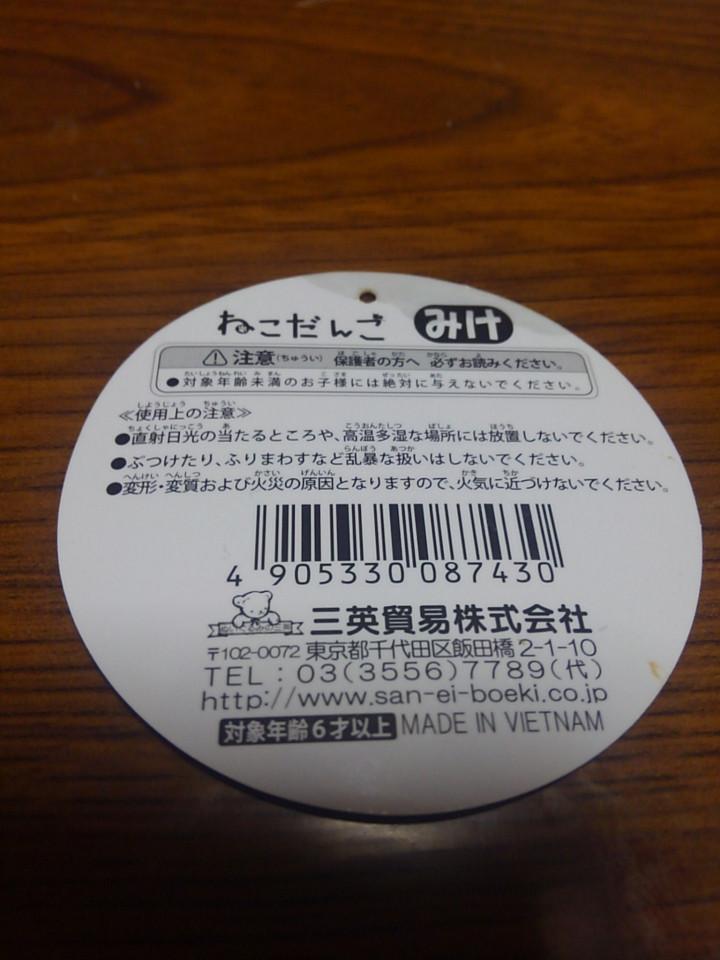 ねこだんご みけ
⚠注意(ちゅうい) 保護者の方へ 必ずお読みください。
●対象年齢未満のお子様には絶対に与えないでください。
≪使用上の注意≫
●直射日光の当たるところや、高温多湿な場所には放置しないでください。
●ぶつけたり、ふりまわすなど乱暴な扱いはしないでください。
●変形・変質および火災の原因となりますので、火気に近づけないでください。
4 905330 087430
三英貿易株式会社
〒102-0072 東京都千代田区飯田橋 2-1-10
TEL : 03(3556)7789(代)
http://www.san-ei-boeki.co.jp
対象年齢6才以上 MADE IN VIETNAM